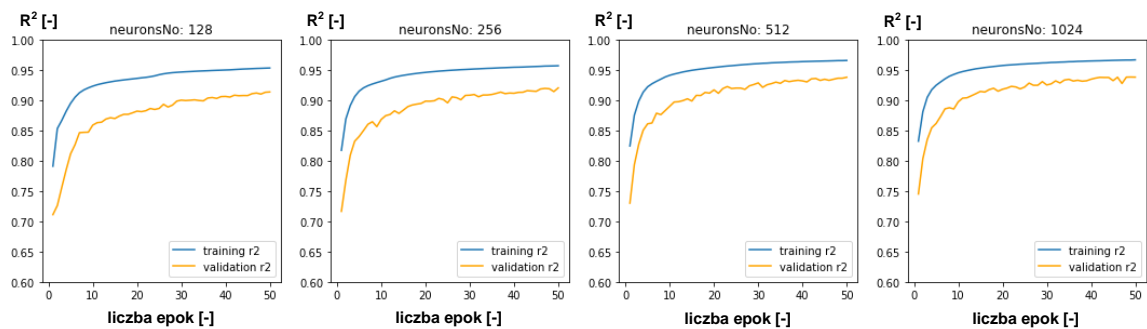 R² [-]
neuronsNo: 128
1.00
0.95
0.90
0.85
0.80
0.75
0.70
0.65
0.60
training r2
validation r2
0 10 20 30 40 50
liczba epok [-]
R² [-]
neuronsNo: 256
1.00
0.95
0.90
0.85
0.80
0.75
0.70
0.65
0.60
training r2
validation r2
0 10 20 30 40 50
liczba epok [-]
R² [-]
neuronsNo: 512
1.00
0.95
0.90
0.85
0.80
0.75
0.70
0.65
0.60
training r2
validation r2
0 10 20 30 40 50
liczba epok [-]
R² [-]
neuronsNo: 1024
1.00
0.95
0.90
0.85
0.80
0.75
0.70
0.65
0.60
training r2
validation r2
0 10 20 30 40 50
liczba epok [-]